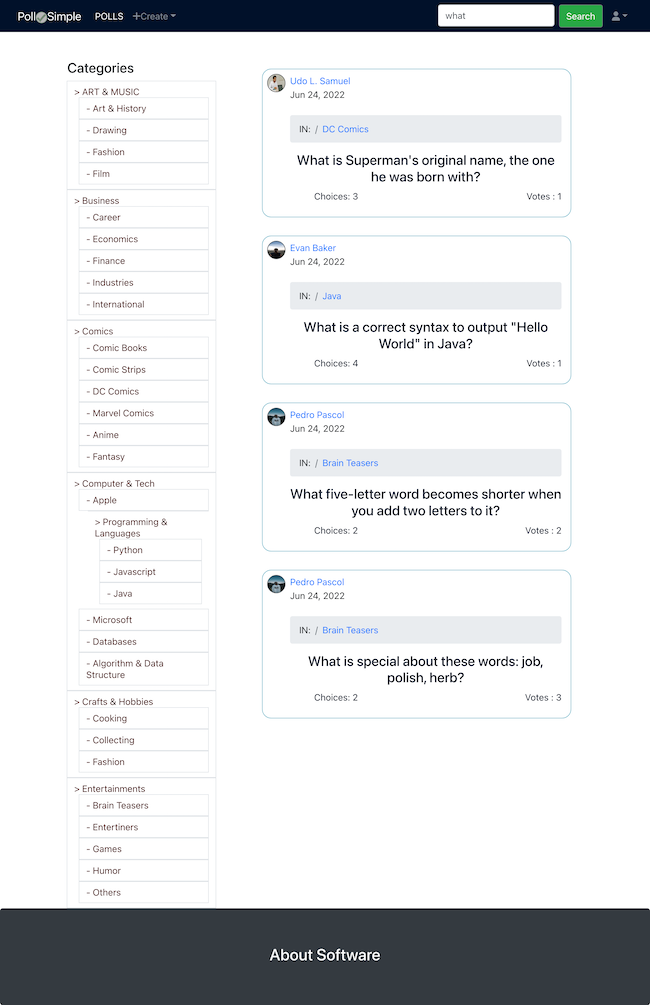 Poll Simple POLLS +Create what Search
Categories
> ART & MUSIC
- Art & History
- Drawing
- Fashion
- Film
> Business
- Career
- Economics
- Finance
- Industries
- International
> Comics
- Comic Books
- Comic Strips
- DC Comics
- Marvel Comics
- Anime
- Fantasy
> Computer & Tech
- Apple
> Programming &
Languages
- Python
- Javascript
- Java
- Microsoft
- Databases
- Algorithm & Data
Structure
> Crafts & Hobbies
- Cooking
- Collecting
- Fashion
> Entertainments
- Brain Teasers
- Entertiners
- Games
- Humor
- Others
Udo L. Samuel
Jun 24, 2022
IN: / DC Comics
What is Superman's original name, the one
he was born with?
Choices: 3 Votes : 1
Evan Baker
Jun 24, 2022
IN: / Java
What is a correct syntax to output "Hello
World" in Java?
Choices: 4 Votes : 1
Pedro Pascol
Jun 24, 2022
IN: / Brain Teasers
What five-letter word becomes shorter when
you add two letters to it?
Choices: 2 Votes : 2
Pedro Pascol
Jun 24, 2022
IN: / Brain Teasers
What is special about these words: job,
polish, herb?
Choices: 2 Votes : 3
About Software